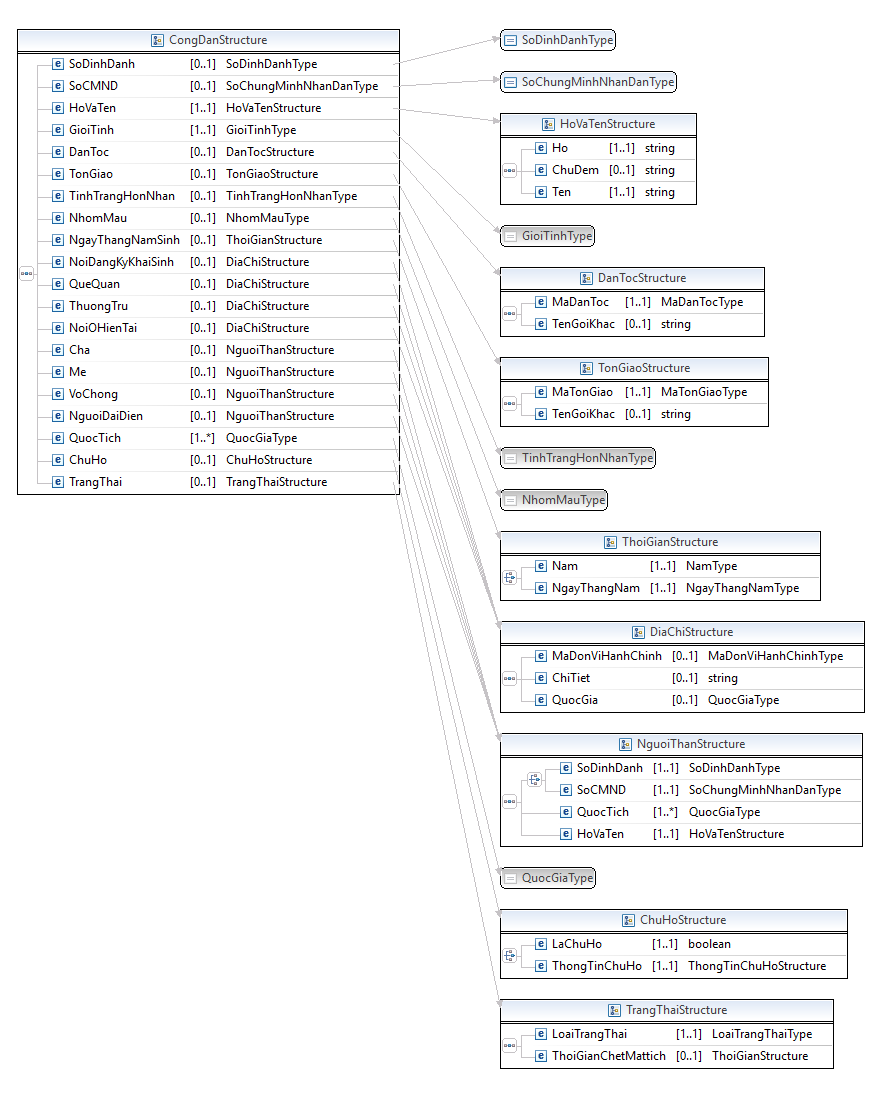 CongDanStructure
e SoDinhDanh [0..1] SoDinhDanhType
e SoCMND [0..1] SoChungMinhNhanDanType
e HoVaTen [1..1] HoVaTenStructure
e GioiTinh [1..1] GioiTinhType
e DanToc [0..1] DanTocStructure
e TonGiao [0..1] TonGiaoStructure
e TinhTrangHonNhan [0..1] TinhTrangHonNhanType
e NhomMau [0..1] NhomMauType
e NgayThangNamSinh [0..1] ThoiGianStructure
e NoiDangKyKhaiSinh [0..1] DiaChiStructure
e QueQuan [0..1] DiaChiStructure
e ThuongTru [0..1] DiaChiStructure
e NoiOHienTai [0..1] DiaChiStructure
e Cha [0..1] NguoiThanStructure
e Me [0..1] NguoiThanStructure
e VoChong [0..1] NguoiThanStructure
e NguoiDaiDien [0..1] NguoiThanStructure
e QuocTich [1..*] QuocGiaType
e ChuHo [0..1] ChuHoStructure
e TrangThai [0..1] TrangThaiStructure
SoDinhDanhType
SoChungMinhNhanDanType
HoVaTenStructure
e Ho [1..1] string
e ChuDem [0..1] string
e Ten [1..1] string
GioiTinhType
DanTocStructure
e MaDanToc [1..1] MaDanTocType
e TenGoiKhac [0..1] string
TonGiaoStructure
e MaTonGiao [1..1] MaTonGiaoType
e TenGoiKhac [0..1] string
TinhTrangHonNhanType
NhomMauType
ThoiGianStructure
e Nam [1..1] NamType
e NgayThangNam [1..1] NgayThangNamType
DiaChiStructure
e MaDonViHanhChinh [0..1] MaDonViHanhChinhType
e ChiTiet [0..1] string
e QuocGia [0..1] QuocGiaType
NguoiThanStructure
e SoDinhDanh [1..1] SoDinhDanhType
e SoCMND [1..1] SoChungMinhNhanDanType
e QuocTich [1..*] QuocGiaType
e HoVaTen [1..1] HoVaTenStructure
QuocGiaType
ChuHoStructure
e LaChuHo [1..1] boolean
e ThongTinChuHo [1..1] ThongTinChuHoStructure
TrangThaiStructure
e LoaiTrangThai [1..1] LoaiTrangThaiType
e ThoiGianChetMattich [0..1] ThoiGianStructure